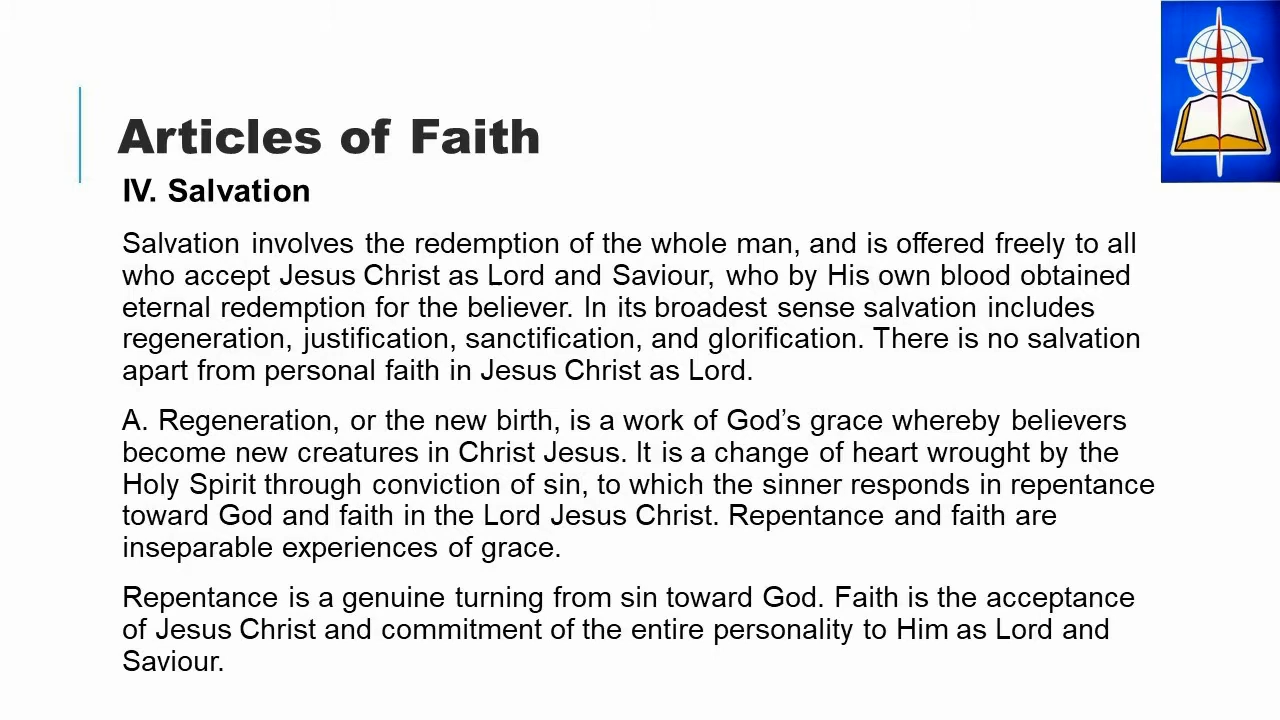 Articles of Faith
IV. Salvation
Salvation involves the redemption of the whole man, and is offered freely to all
who accept Jesus Christ as Lord and Saviour, who by His own blood obtained
eternal redemption for the believer. In its broadest sense salvation includes
regeneration, justification, sanctification, and glorification. There is no salvation
apart from personal faith in Jesus Christ as Lord.
A. Regeneration, or the new birth, is a work of God’s grace whereby believers
become new creatures in Christ Jesus. It is a change of heart wrought by the
Holy Spirit through conviction of sin, to which the sinner responds in repentance
toward God and faith in the Lord Jesus Christ. Repentance and faith are
inseparable experiences of grace.
Repentance is a genuine turning from sin toward God. Faith is the acceptance
of Jesus Christ and commitment of the entire personality to Him as Lord and
Saviour.